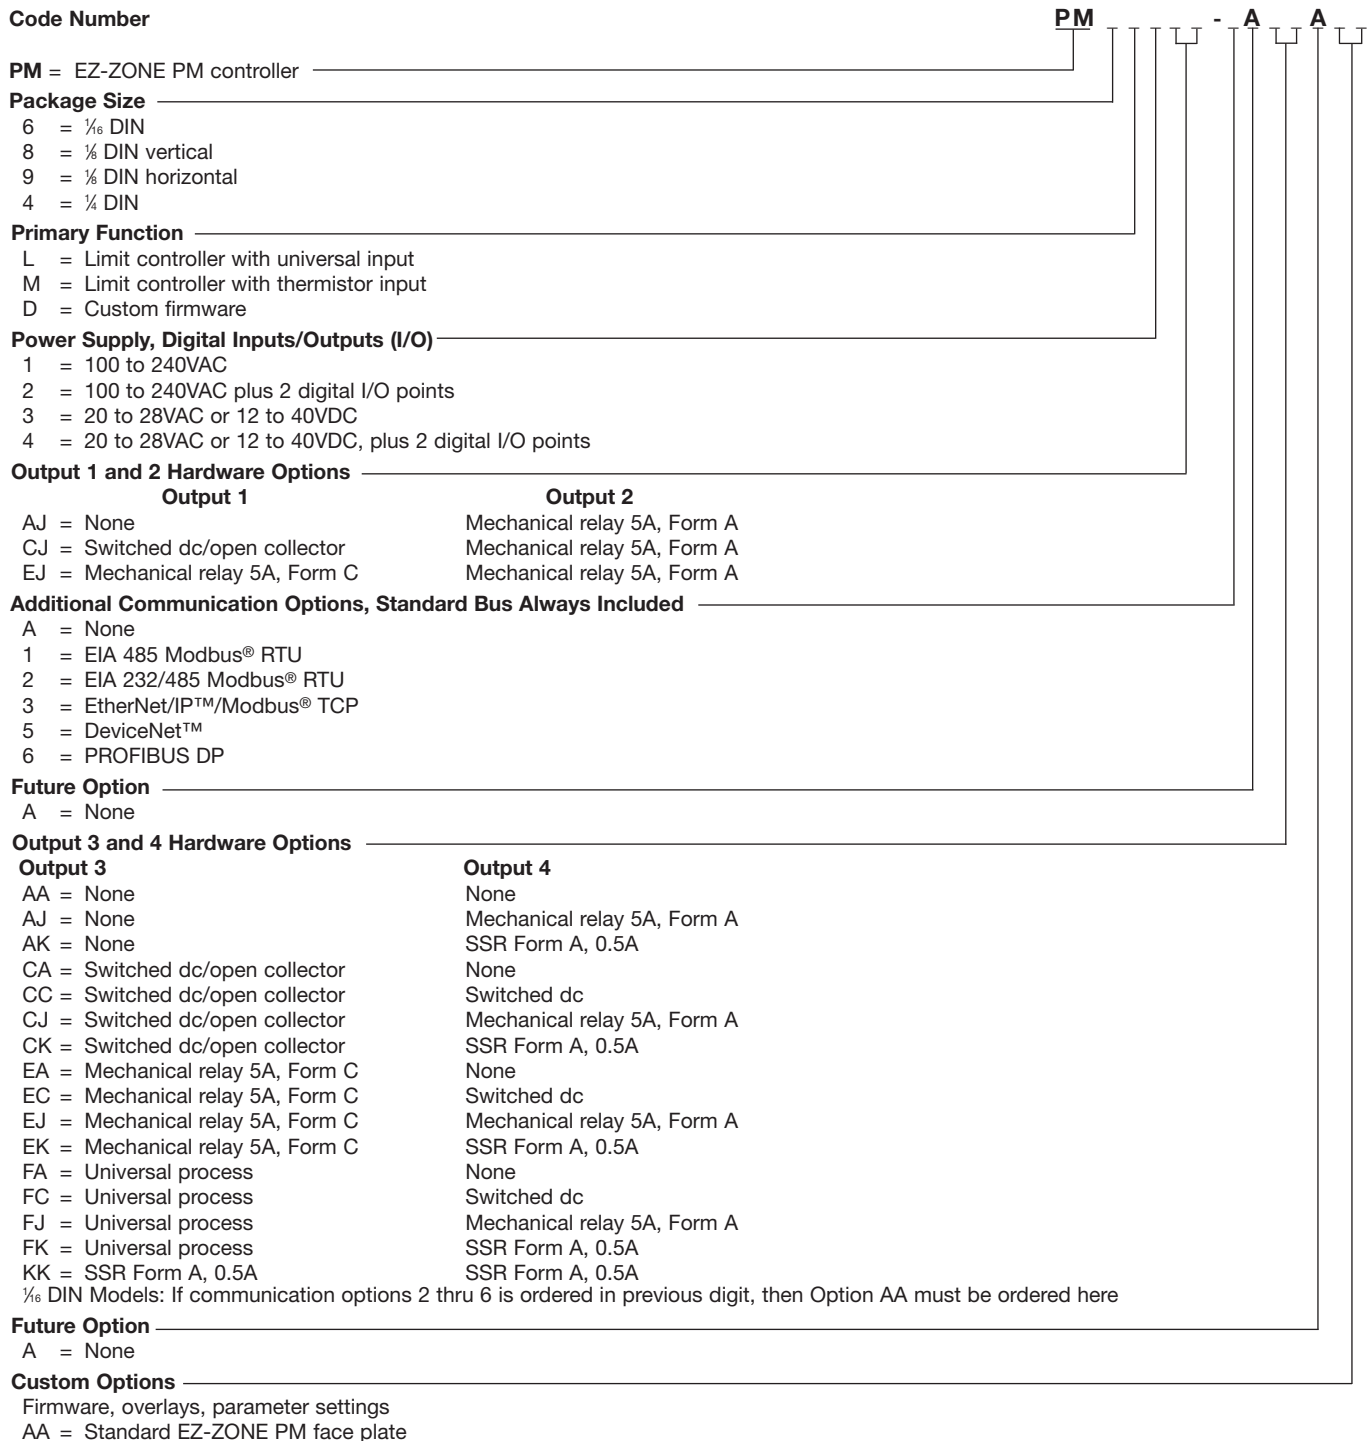 Code Number PM _ _ _ _ _ - _ A _ _ A _ _
PM = EZ-ZONE PM controller
Package Size
6 = ¹⁄₁₆ DIN
8 = ⅛ DIN vertical
9 = ⅛ DIN horizontal
4 = ¼ DIN
Primary Function
L = Limit controller with universal input
M = Limit controller with thermistor input
D = Custom firmware
Power Supply, Digital Inputs/Outputs (I/O)
1 = 100 to 240VAC
2 = 100 to 240VAC plus 2 digital I/O points
3 = 20 to 28VAC or 12 to 40VDC
4 = 20 to 28VAC or 12 to 40VDC, plus 2 digital I/O points
Output 1 and 2 Hardware Options
Output 1 Output 2
AJ = None Mechanical relay 5A, Form A
CJ = Switched dc/open collector Mechanical relay 5A, Form A
EJ = Mechanical relay 5A, Form C Mechanical relay 5A, Form A
Additional Communication Options, Standard Bus Always Included
A = None
1 = EIA 485 Modbus® RTU
2 = EIA 232/485 Modbus® RTU
3 = EtherNet/IP™/Modbus® TCP
5 = DeviceNet™
6 = PROFIBUS DP
Future Option
A = None
Output 3 and 4 Hardware Options
Output 3 Output 4
AA = None None
AJ = None Mechanical relay 5A, Form A
AK = None SSR Form A, 0.5A
CA = Switched dc/open collector None
CC = Switched dc/open collector Switched dc
CJ = Switched dc/open collector Mechanical relay 5A, Form A
CK = Switched dc/open collector SSR Form A, 0.5A
EA = Mechanical relay 5A, Form C None
EC = Mechanical relay 5A, Form C Switched dc
EJ = Mechanical relay 5A, Form C Mechanical relay 5A, Form A
EK = Mechanical relay 5A, Form C SSR Form A, 0.5A
FA = Universal process None
FC = Universal process Switched dc
FJ = Universal process Mechanical relay 5A, Form A
FK = Universal process SSR Form A, 0.5A
KK = SSR Form A, 0.5A SSR Form A, 0.5A
¹⁄₁₆ DIN Models: If communication options 2 thru 6 is ordered in previous digit, then Option AA must be ordered here
Future Option
A = None
Custom Options
Firmware, overlays, parameter settings
AA = Standard EZ-ZONE PM face plate